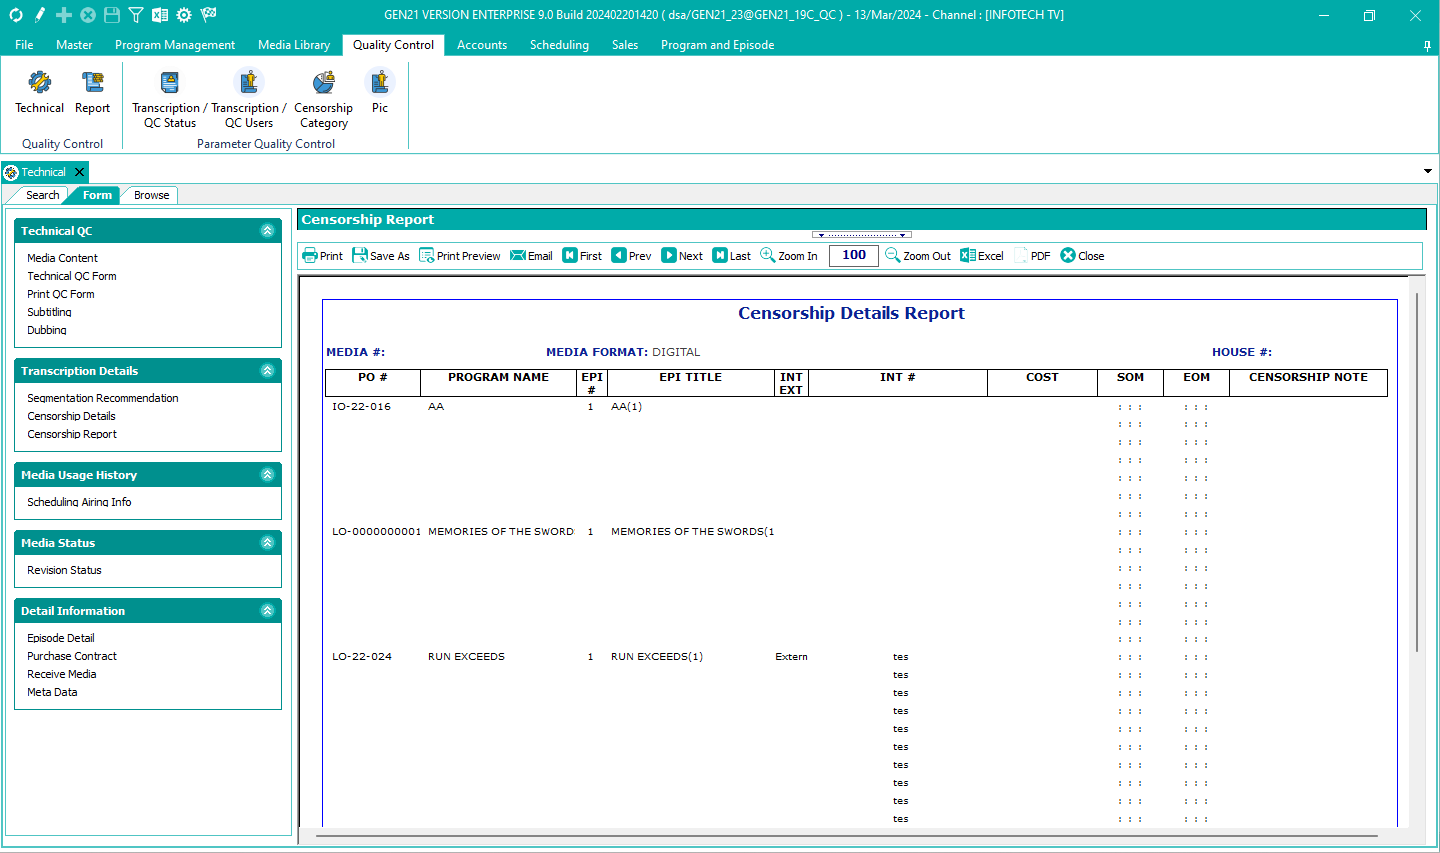 GEN21 VERSION ENTERPRISE 9.0 Build 202402201420 ( dsa/GEN21_23@GEN21_19C_QC ) - 13/Mar/2024 - Channel : [INFOTECH TV]
File Master Program Management Media Library Quality Control Accounts Scheduling Sales Program and Episode
Technical Report Transcription / QC Status Transcription / QC Users Censorship Category Pic
Quality Control Parameter Quality Control
Technical
Search Form Browse
Technical QC
Media Content
Technical QC Form
Print QC Form
Subtitling
Dubbing
Transcription Details
Segmentation Recommendation
Censorship Details
Censorship Report
Media Usage History
Scheduling Airing Info
Media Status
Revision Status
Detail Information
Episode Detail
Purchase Contract
Receive Media
Meta Data
Censorship Report
Print Save As Print Preview Email First Prev Next Last Zoom In 100 Zoom Out Excel PDF Close
Censorship Details Report
MEDIA #: MEDIA FORMAT: DIGITAL HOUSE #:
PO # PROGRAM NAME EPI # EPI TITLE INT EXT INT # COST SOM EOM CENSORSHIP NOTE
IO-22-016 AA 1 AA(1) : : : : : :
: : : : : :
: : : : : :
: : : : : :
: : : : : :
: : : : : :
: : : : : :
LO-0000000001 MEMORIES OF THE SWORD 1 MEMORIES OF THE SWORDS(1 : : : : : :
: : : : : :
: : : : : :
: : : : : :
: : : : : :
: : : : : :
: : : : : :
LO-22-024 RUN EXCEEDS 1 RUN EXCEEDS(1) Extern tes : : : : : :
tes : : : : : :
tes : : : : : :
tes : : : : : :
tes : : : : : :
tes : : : : : :
tes : : : : : :
tes : : : : : :
tes : : : : : :
tes : : : : : :